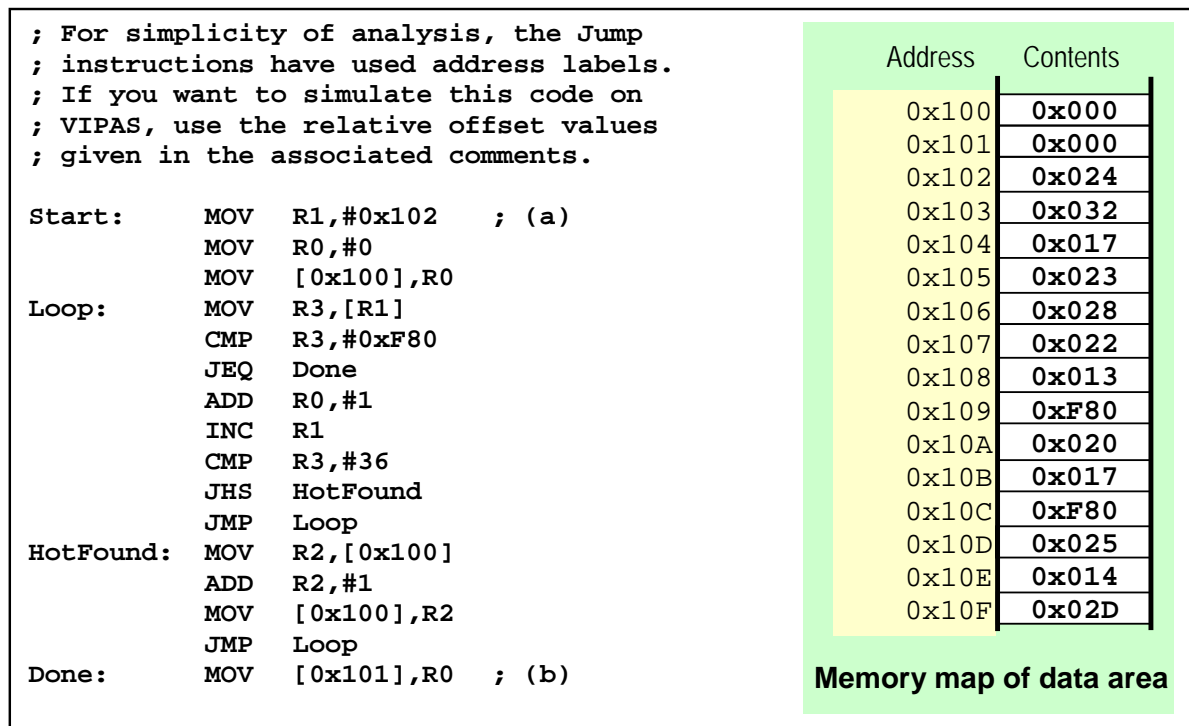 ; For simplicity of analysis, the Jump
; instructions have used address labels.
; If you want to simulate this code on
; VIPAS, use the relative offset values
; given in the associated comments.
Start: MOV R1,#0x102 ; (a)
MOV R0,#0
MOV [0x100],R0
Loop: MOV R3,[R1]
CMP R3,#0xF80
JEQ Done
ADD R0,#1
INC R1
CMP R3,#36
JHS HotFound
JMP Loop
HotFound: MOV R2,[0x100]
ADD R2,#1
MOV [0x100],R2
JMP Loop
Done: MOV [0x101],R0 ; (b)
Address Contents
0x100 0x000
0x101 0x000
0x102 0x024
0x103 0x032
0x104 0x017
0x105 0x023
0x106 0x028
0x107 0x022
0x108 0x013
0x109 0xF80
0x10A 0x020
0x10B 0x017
0x10C 0xF80
0x10D 0x025
0x10E 0x014
0x10F 0x02D
Memory map of data area